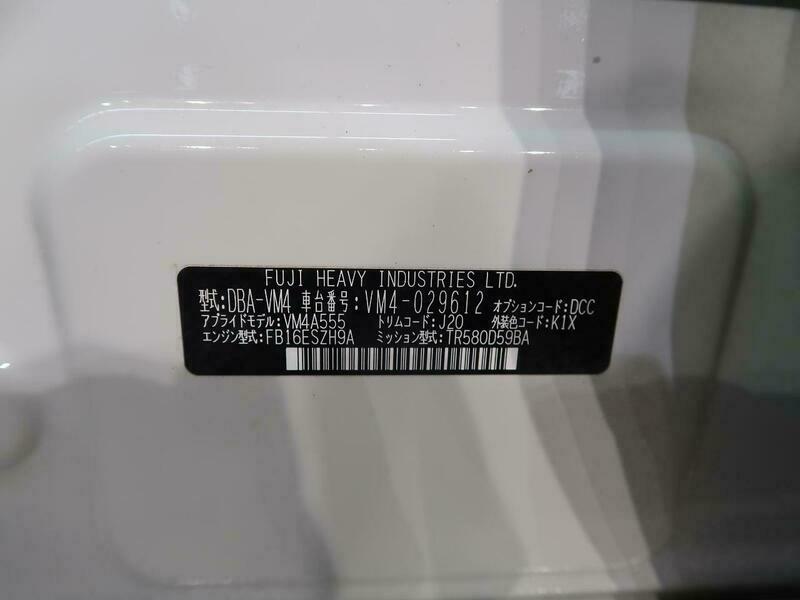 FUJI HEAVY INDUSTRIES LTD.
型式:DBA-VM4 車台番号:VM4-029612 オプションコード:DCC
アプライドモデル:VM4A555 トリムコード:J20 外装色コード:K1X
エンジン型式:FB16ESZH9A ミッション型式:TR580D59BA